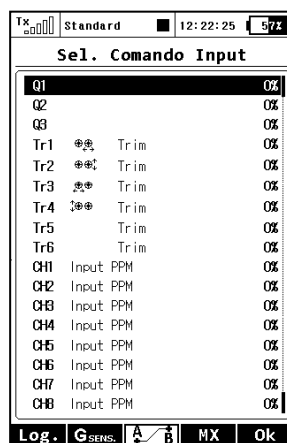 Tx Standard 12:22:25 57%
Sel. Comando Input
Q1 0%
Q2 0%
Q3 0%
Tr1 Trim 0%
Tr2 Trim 0%
Tr3 Trim 0%
Tr4 Trim 0%
Tr5 Trim 0%
Tr6 Trim 0%
CH1 Input PPM 0%
CH2 Input PPM 0%
CH3 Input PPM 0%
CH4 Input PPM 0%
CH5 Input PPM 0%
CH6 Input PPM 0%
CH7 Input PPM 0%
CH8 Input PPM 0%
Log. GSENS. A/B MX Ok